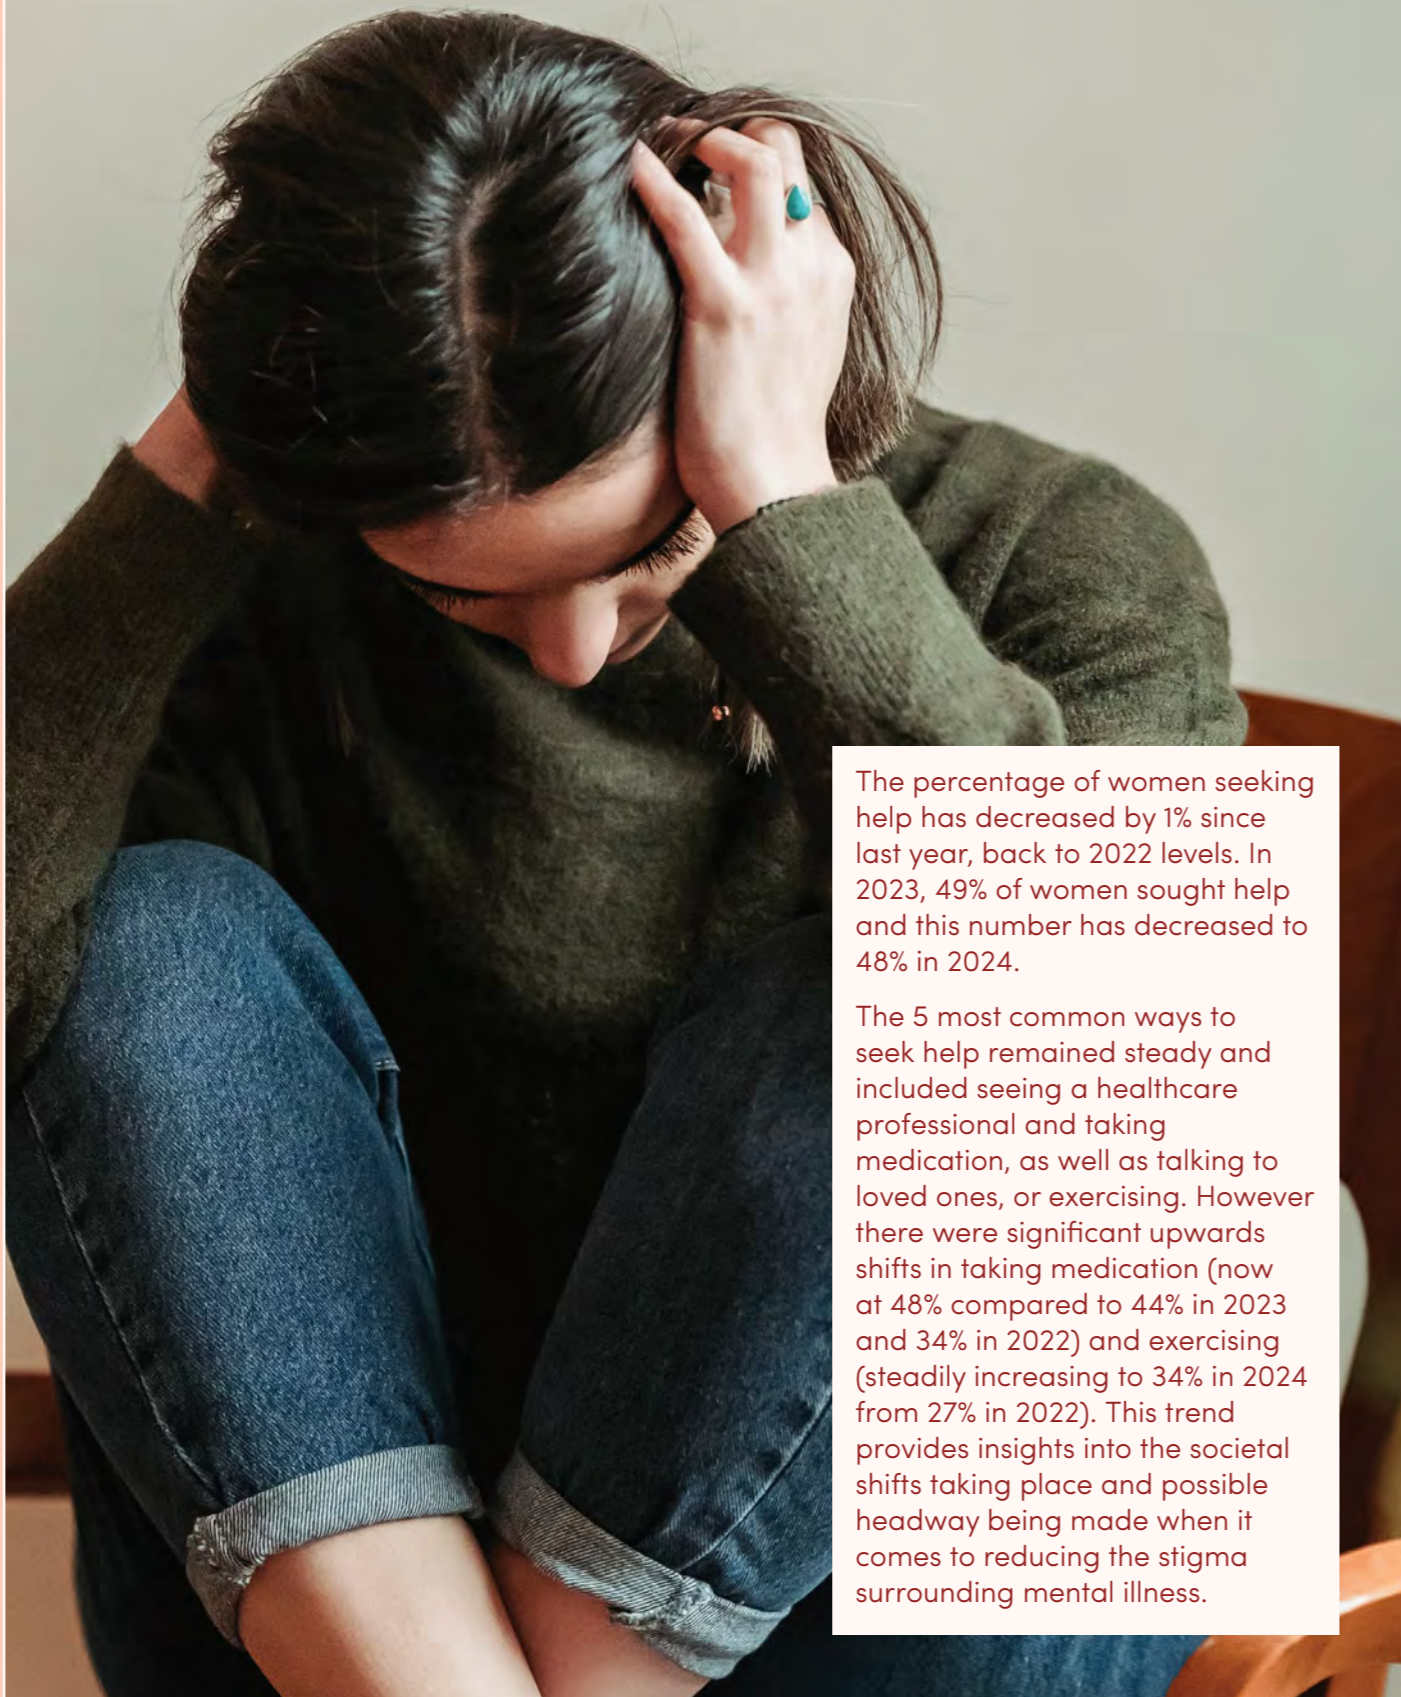 The percentage of women seeking
help has decreased by 1% since
last year, back to 2022 levels. In
2023, 49% of women sought help
and this number has decreased to
48% in 2024.
The 5 most common ways to
seek help remained steady and
included seeing a healthcare
professional and taking
medication, as well as talking to
loved ones, or exercising. However
there were significant upwards
shifts in taking medication (now
at 48% compared to 44% in 2023
and 34% in 2022) and exercising
(steadily increasing to 34% in 2024
from 27% in 2022). This trend
provides insights into the societal
shifts taking place and possible
headway being made when it
comes to reducing the stigma
surrounding mental illness.